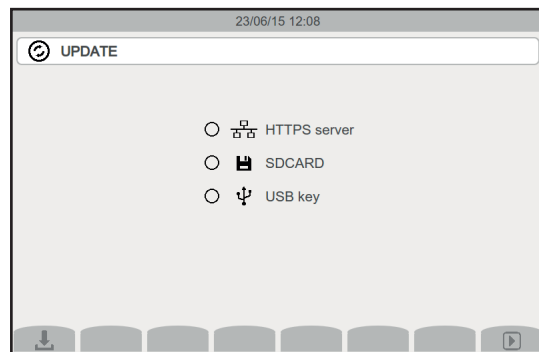 23/06/15 12:08
UPDATE
HTTPS server
SDCARD
USB key